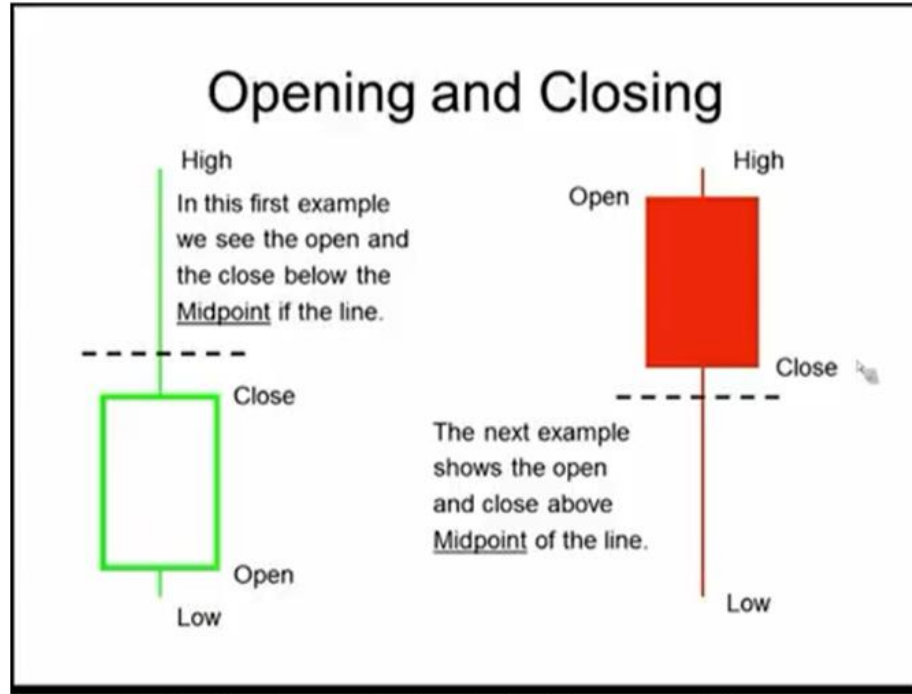 Opening and Closing
High
In this first example
we see the open and
the close below the
Midpoint if the line.
Close
Open
Low
High
Open
Close
The next example
shows the open
and close above
Midpoint of the line.
Low